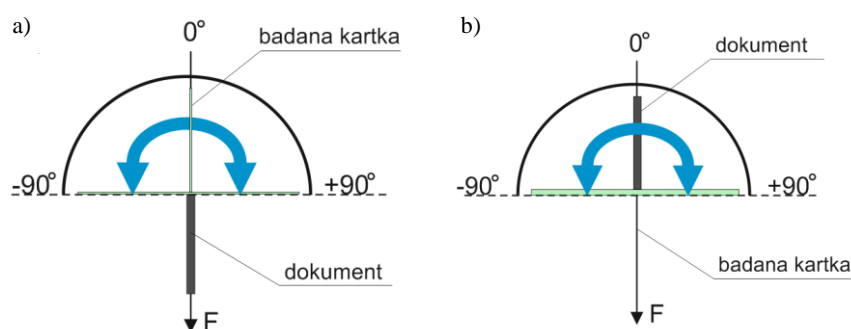 a)
0°
badana kartka
-90°
+90°
dokument
F
b)
0°
dokument
-90°
+90°
badana kartka
F